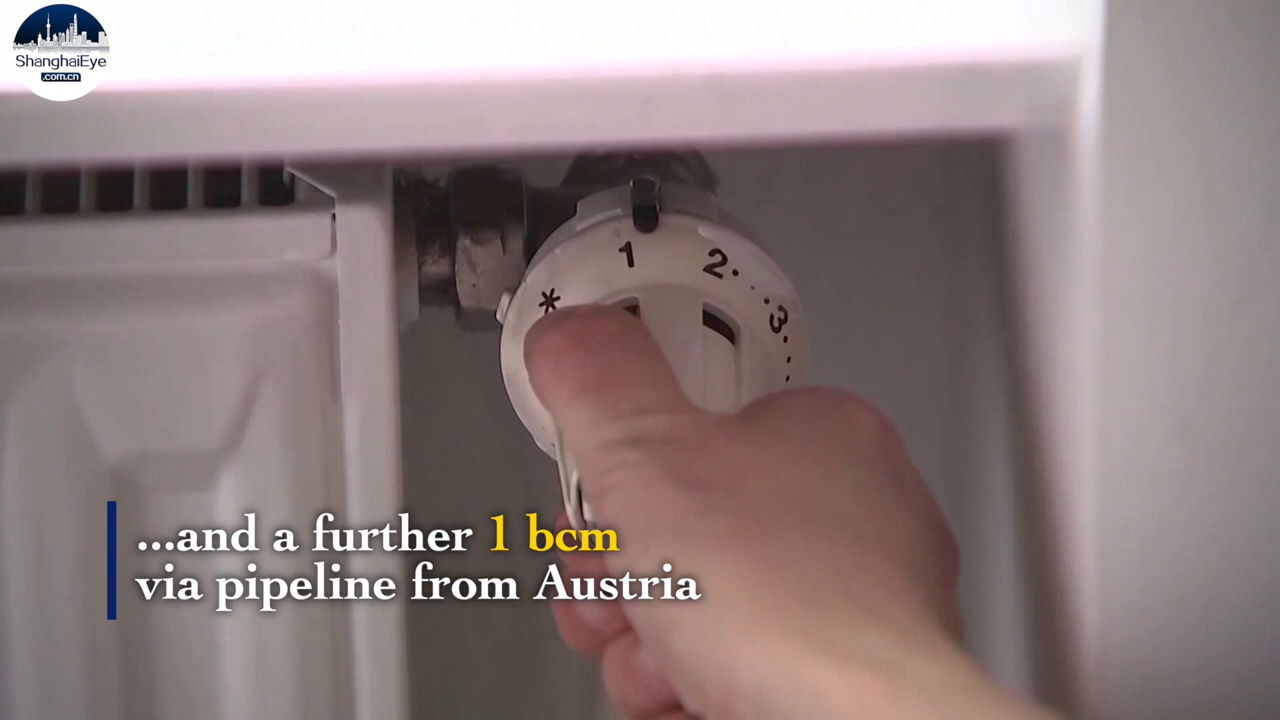 ShanghaiEye
.com.cn
1
2
3
*
...and a further 1 bcm
via pipeline from Austria